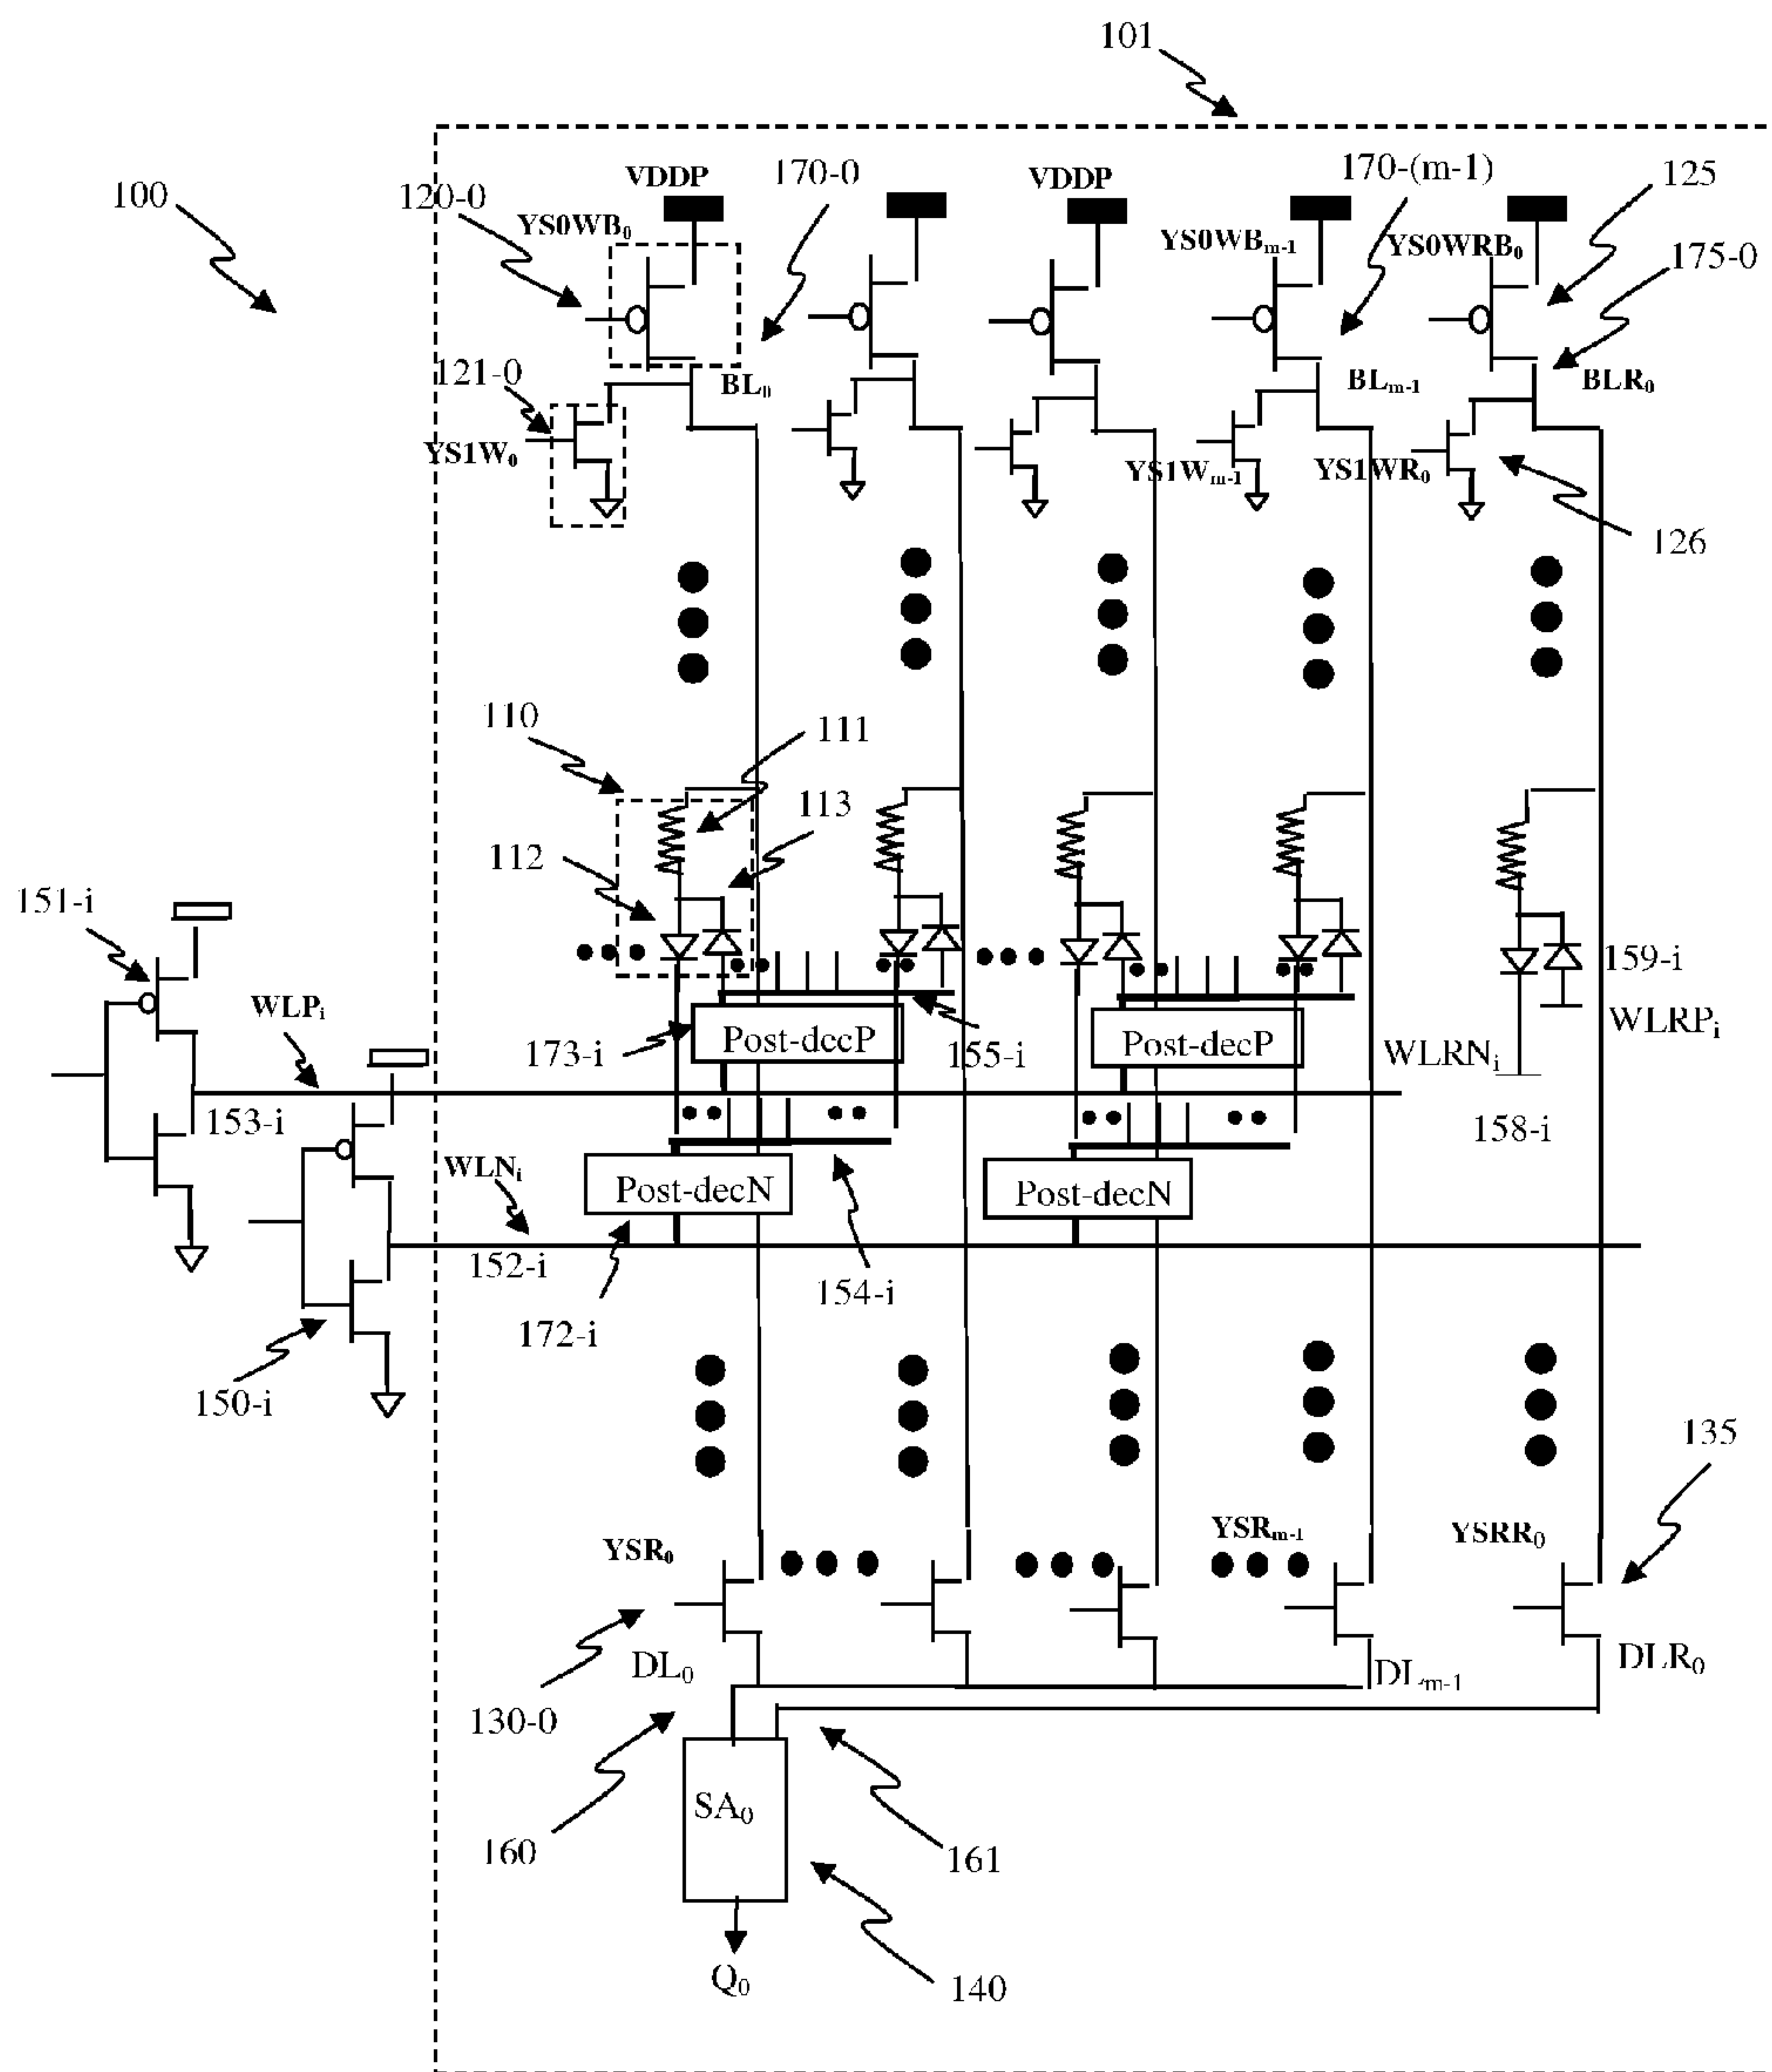 101
100
120-0
VDDP
170-0
VDDP
170-(m-1)
125
YS0WB₀
YS0WBₘ₋₁
YS0WRB₀
175-0
121-0
BL₀
BLₘ₋₁
BLR₀
YS1W₀
YS1Wₘ₋₁
YS1WR₀
126
110
111
113
112
151-i
159-i
WLPᵢ
WLRPᵢ
173-i
Post-decP
155-i
Post-decP
WLRNᵢ
153-i
158-i
WLNᵢ
Post-decN
Post-decN
152-i
154-i
172-i
150-i
135
YSR₀
YSRₘ₋₁
YSRR₀
DL₀
DLₘ₋₁
DLR₀
130-0
SA₀
160
161
Q₀
140